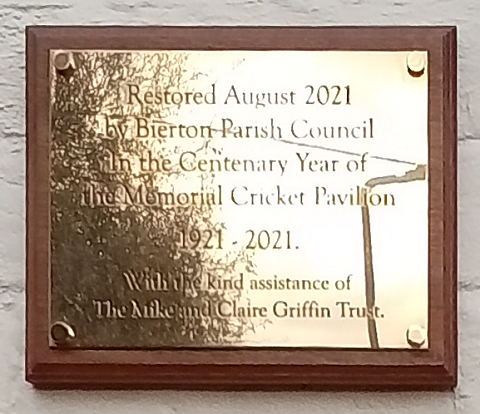 Restored August 2021
by Bierton Parish Council
In the Centenary Year of
the Memorial Cricket Pavilion
1921 - 2021.
With the kind assistance of
The Mike and Claire Griffin Trust.